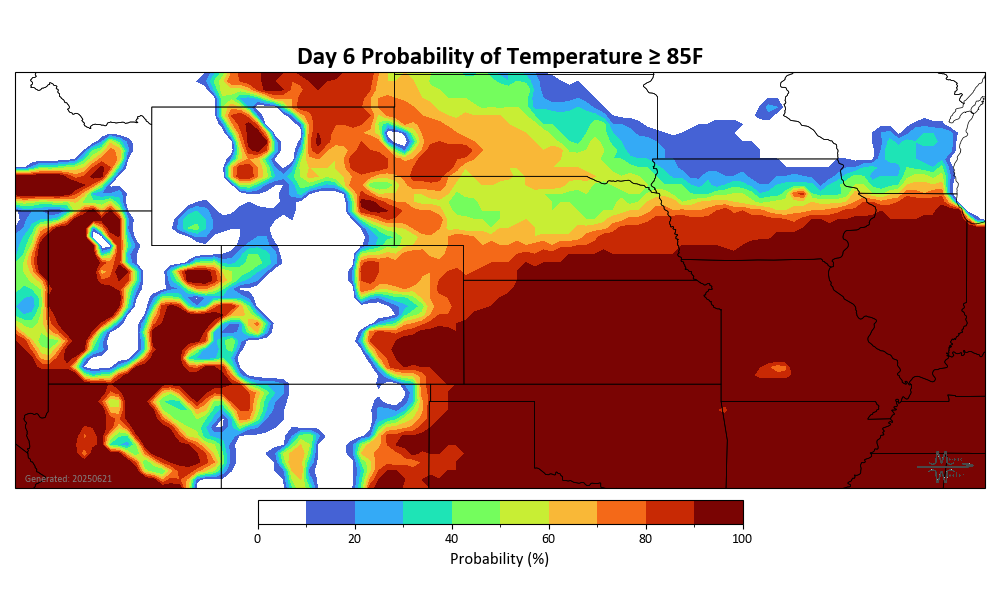 Day 6 Probability of Temperature ≥ 85F
Generated: 20250621
0 20 40 60 80 100
Probability (%)